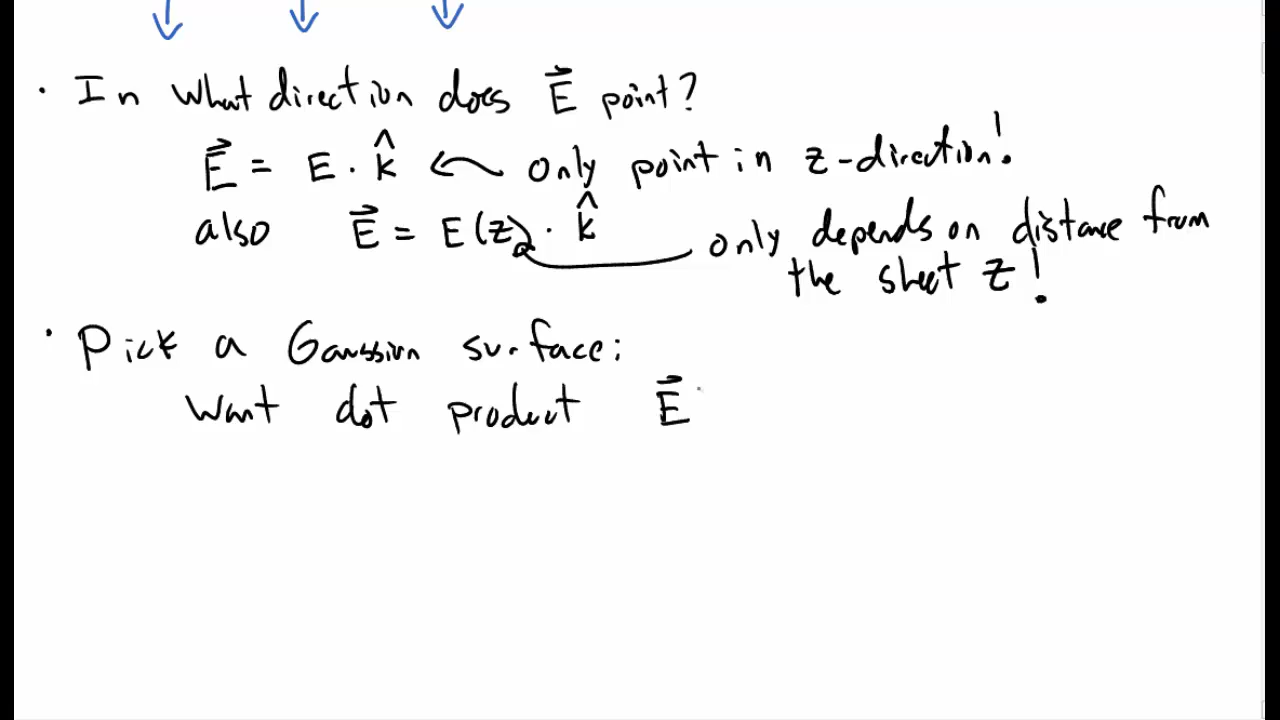 · In what direction does E⃗ point?
E⃗ = E · k̂ ← only point in z-direction!
also E⃗ = E(z) · k̂ only depends on distance from
the sheet z!
· Pick a Gaussian surface:
Want dot product E⃗